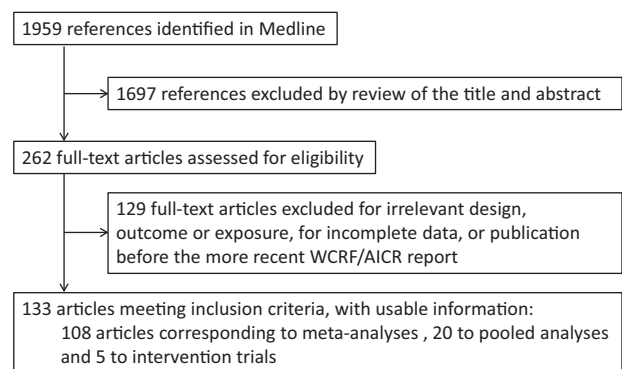 1959 references identified in Medline
1697 references excluded by review of the title and abstract
262 full-text articles assessed for eligibility
129 full-text articles excluded for irrelevant design,
outcome or exposure, for incomplete data, or publication
before the more recent WCRF/AICR report
133 articles meeting inclusion criteria, with usable information:
108 articles corresponding to meta-analyses , 20 to pooled analyses
and 5 to intervention trials